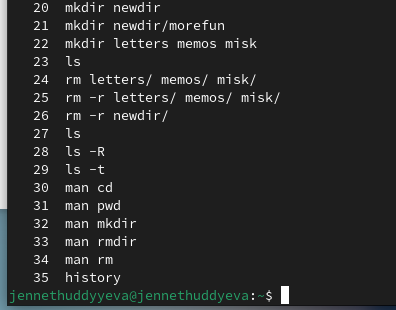 20 mkdir newdir
21 mkdir newdir/morefun
22 mkdir letters memos misk
23 ls
24 rm letters/ memos/ misk/
25 rm -r letters/ memos/ misk/
26 rm -r newdir/
27 ls
28 ls -R
29 ls -t
30 man cd
31 man pwd
32 man mkdir
33 man rmdir
34 man rm
35 history
jennethuddyyeva@jennethuddyeva:~$